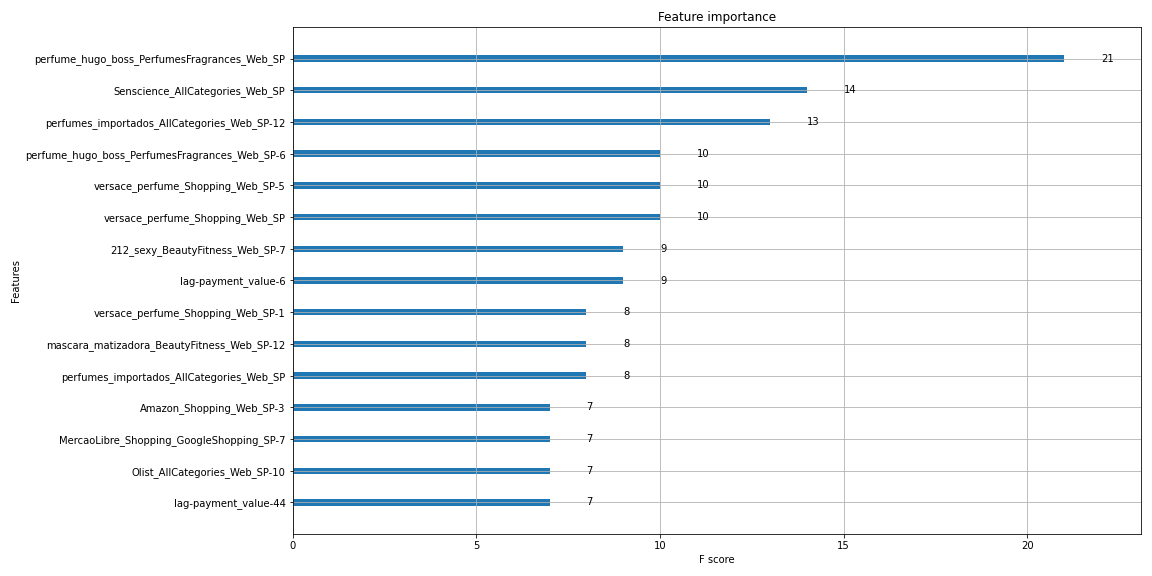 Feature importance
perfume_hugo_boss_PerfumesFragrances_Web_SP
21
Senscience_AllCategories_Web_SP
14
perfumes_importados_AllCategories_Web_SP-12
13
perfume_hugo_boss_PerfumesFragrances_Web_SP-6
10
versace_perfume_Shopping_Web_SP-5
10
versace_perfume_Shopping_Web_SP
10
212_sexy_BeautyFitness_Web_SP-7
9
lag-payment_value-6
9
versace_perfume_Shopping_Web_SP-1
8
mascara_matizadora_BeautyFitness_Web_SP-12
8
perfumes_importados_AllCategories_Web_SP
8
Amazon_Shopping_Web_SP-3
7
MercaoLibre_Shopping_GoogleShopping_SP-7
7
Olist_AllCategories_Web_SP-10
7
lag-payment_value-44
7
Features
0 5 10 15 20
F score